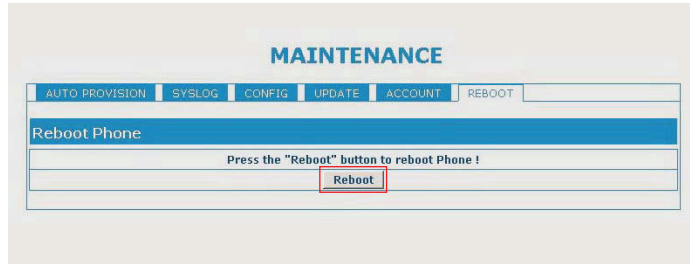 MAINTENANCE
AUTO PROVISION SYSLOG CONFIG UPDATE ACCOUNT REBOOT
Reboot Phone
Press the "Reboot" button to reboot Phone !
Reboot